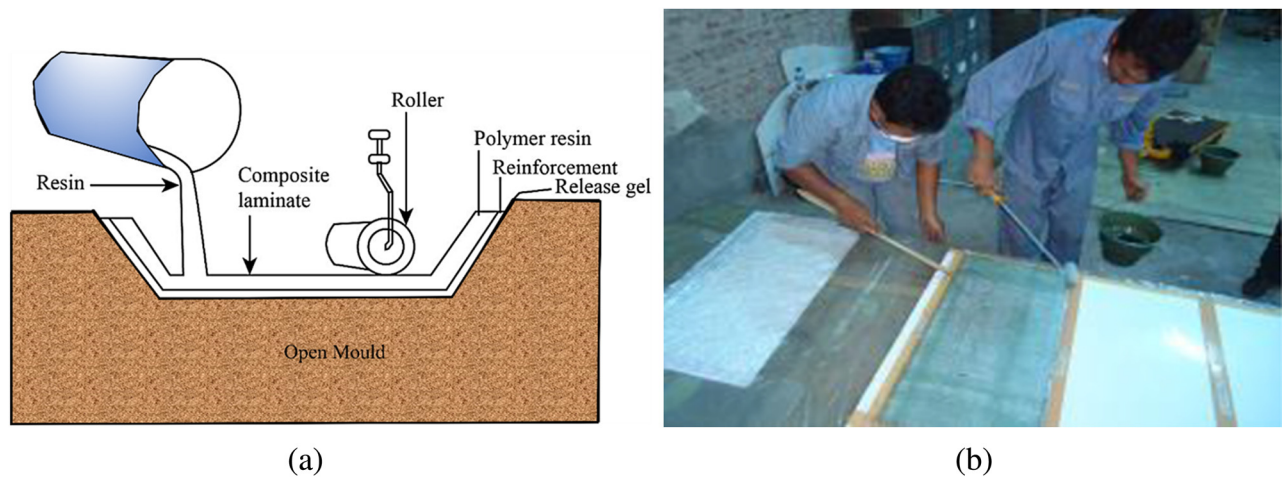 Roller
Polymer resin
Reinforcement
Release gel
Resin
Composite
laminate
Open Mould
(a)
(b)